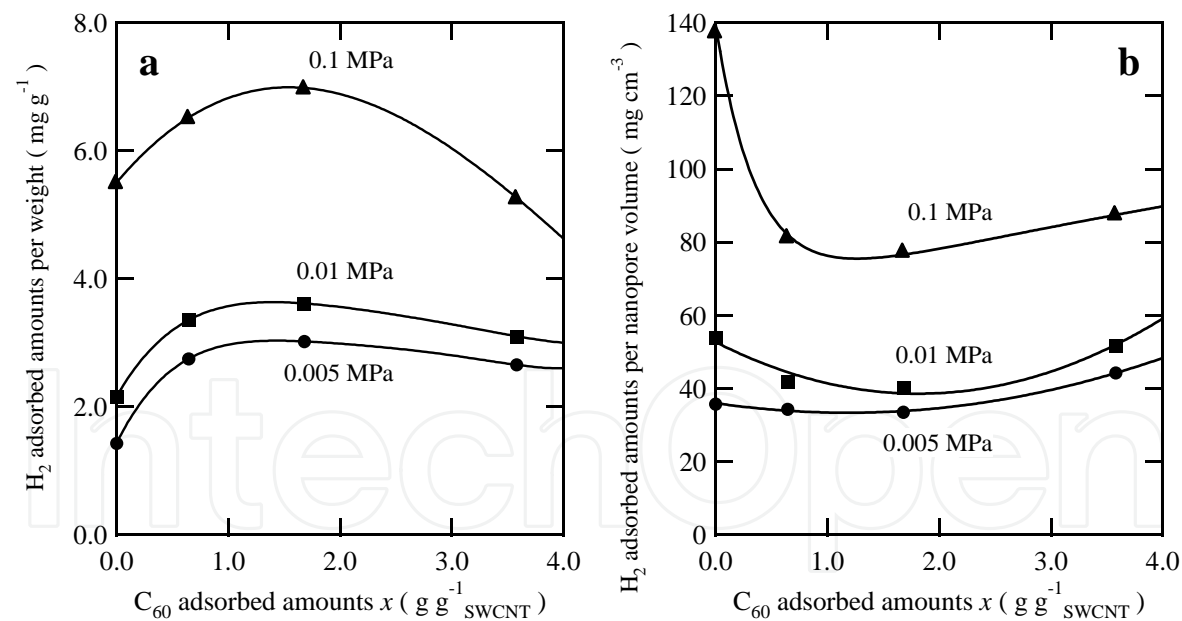 a
8.0
6.0
4.0
2.0
0.0
0.0 1.0 2.0 3.0 4.0
H2 adsorbed amounts per weight ( mg g-1 )
C60 adsorbed amounts x ( g g-1SWCNT )
0.1 MPa
0.01 MPa
0.005 MPa
b
140
120
100
80
60
40
20
0
0.0 1.0 2.0 3.0 4.0
H2 adsorbed amounts per nanopore volume ( mg cm-3 )
C60 adsorbed amounts x ( g g-1SWCNT )
0.1 MPa
0.01 MPa
0.005 MPa
IntechOpen